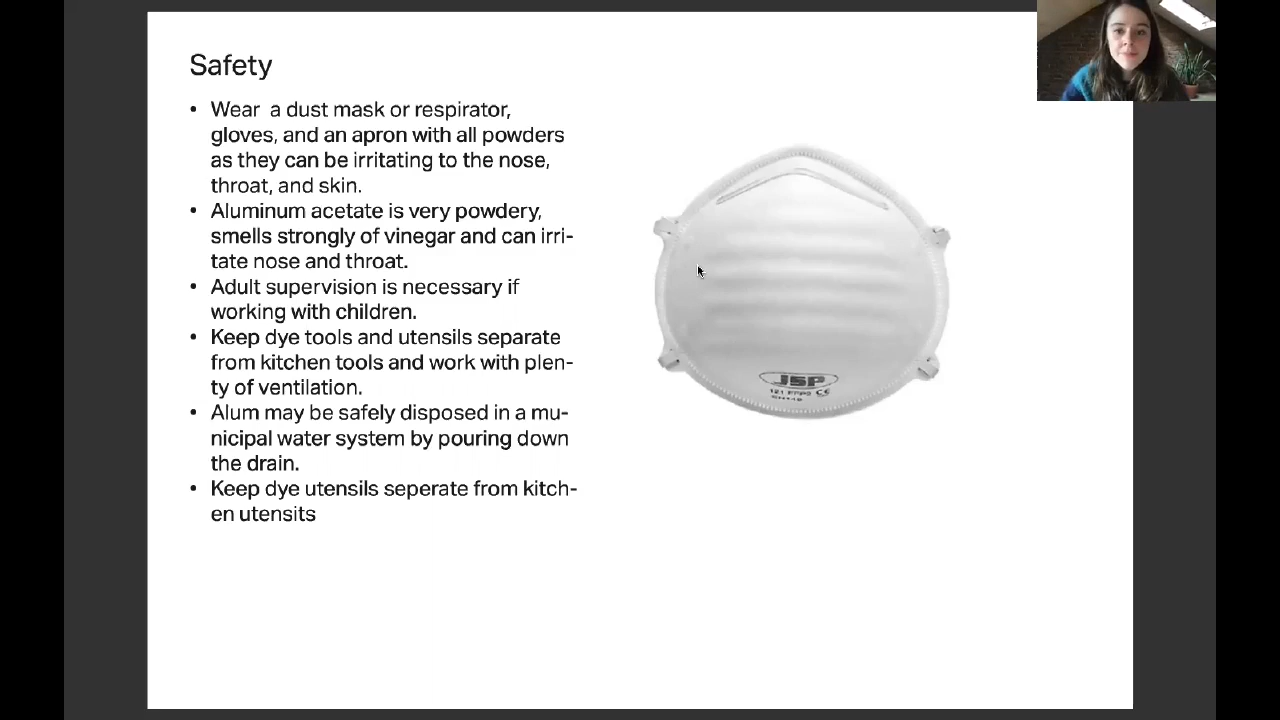 Safety
• Wear  a dust mask or respirator,
gloves, and an apron with all powders
as they can be irritating to the nose,
throat, and skin.
• Aluminum acetate is very powdery,
smells strongly of vinegar and can irri-
tate nose and throat.
• Adult supervision is necessary if
working with children.
• Keep dye tools and utensils separate
from kitchen tools and work with plen-
ty of ventilation.
• Alum may be safely disposed in a mu-
nicipal water system by pouring down
the drain.
• Keep dye utensils seperate from kitch-
en utensits
JSP